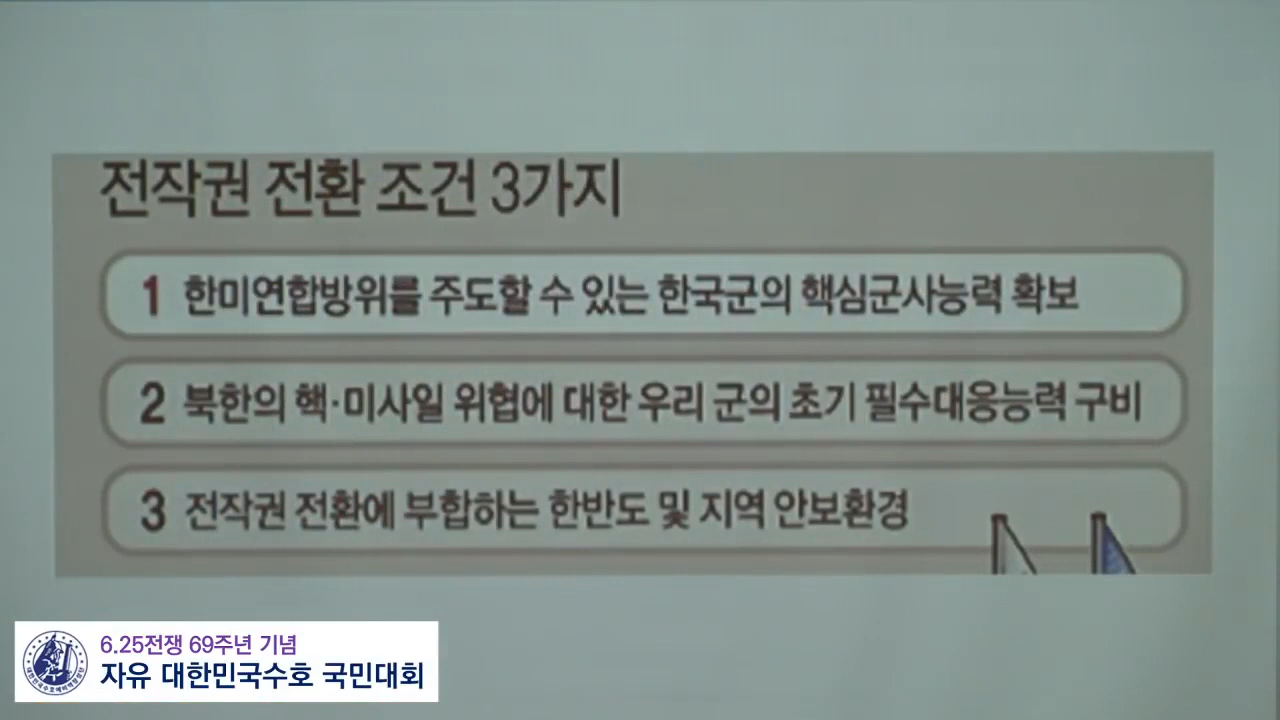 전작권 전환 조건 3가지
1 한미연합방위를 주도할 수 있는 한국군의 핵심군사능력 확보
2 북한의 핵·미사일 위협에 대한 우리 군의 초기 필수대응능력 구비
3 전작권 전환에 부합하는 한반도 및 지역 안보환경
6.25전쟁 69주년 기념
자유 대한민국수호 국민대회